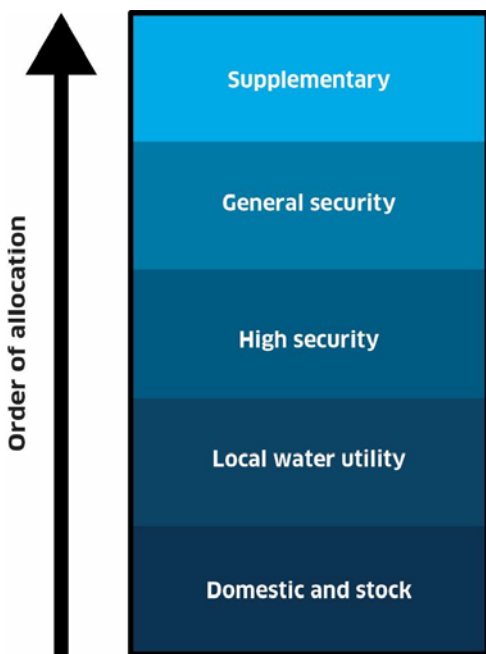 Order of allocation
Supplementary
General security
High security
Local water utility
Domestic and stock